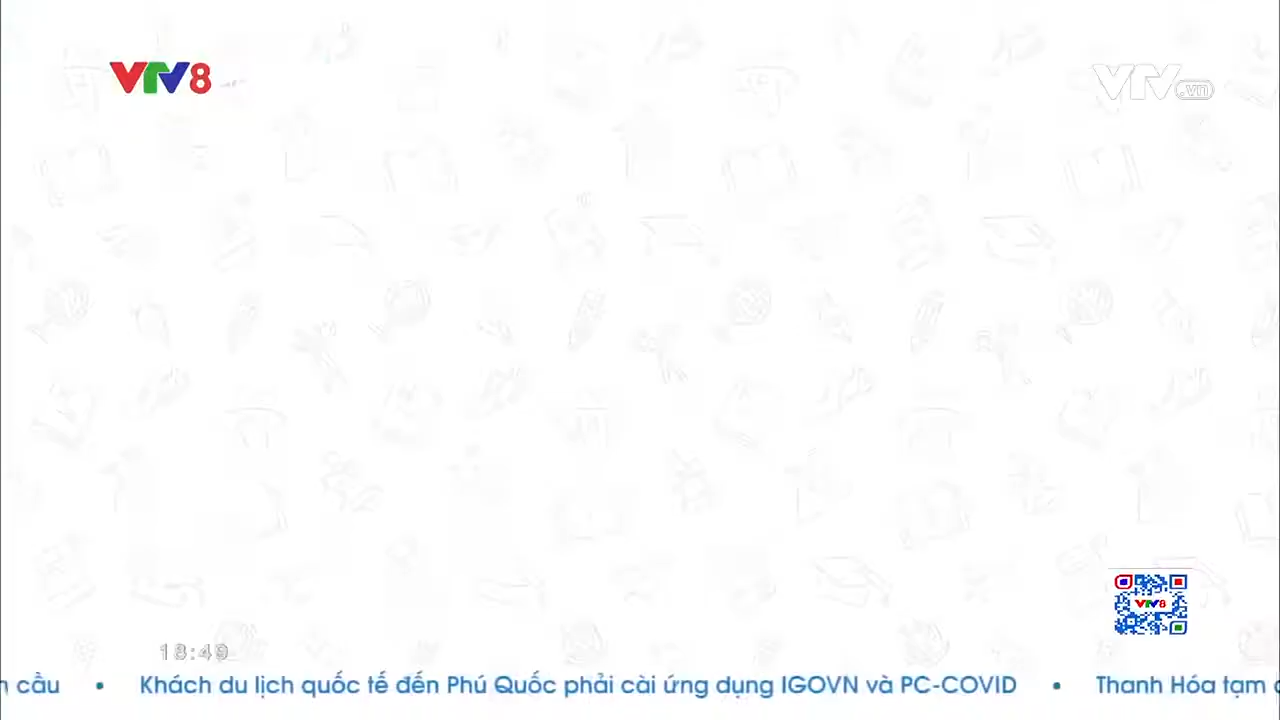 VTV8
VTV.vn
VTV8
18:49
cầu • Khách du lịch quốc tế đến Phú Quốc phải cài ứng dụng IGOVN và PC-COVID • Thanh Hóa tạm